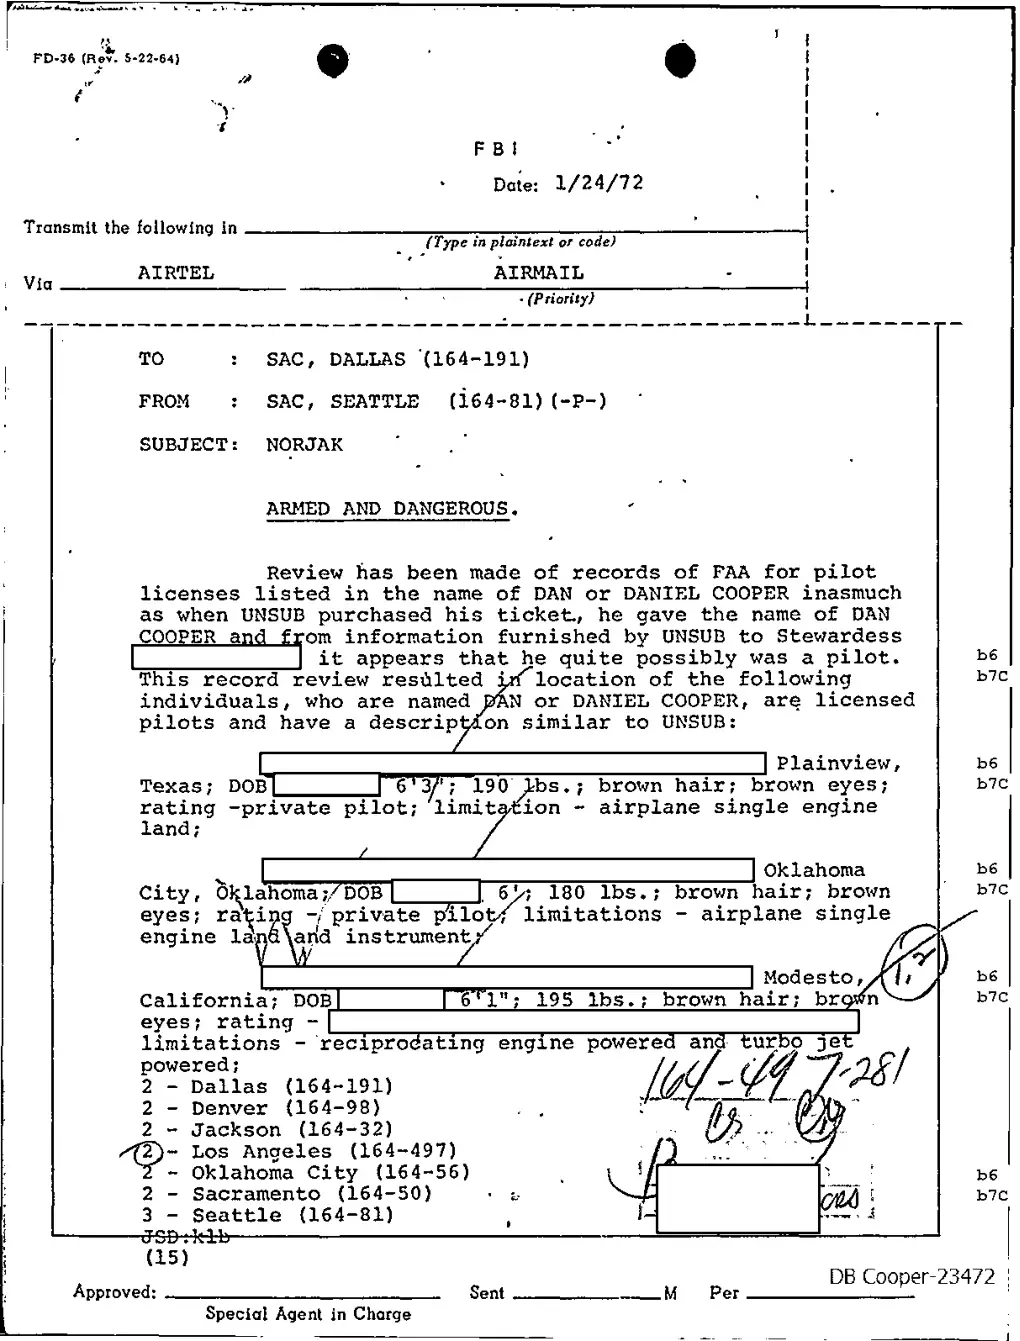 FD-36 (Rev. 5-22-64)
FBI
Date: 1/24/72
Transmit the following in
(Type in plaintext or code)
Via AIRTEL AIRMAIL
(Priority)
TO : SAC, DALLAS (164-191)
FROM : SAC, SEATTLE (164-81)(-P-)
SUBJECT: NORJAK
ARMED AND DANGEROUS.
Review has been made of records of FAA for pilot
licenses listed in the name of DAN or DANIEL COOPER inasmuch
as when UNSUB purchased his ticket, he gave the name of DAN
COOPER and from information furnished by UNSUB to Stewardess
it appears that he quite possibly was a pilot. b6
This record review resulted in location of the following b7C
individuals, who are named DAN or DANIEL COOPER, are licensed
pilots and have a description similar to UNSUB:
Plainview, b6
Texas; DOB 6'3"; 190 lbs.; brown hair; brown eyes; b7C
rating -private pilot; limitation - airplane single engine
land;
Oklahoma b6
City, Oklahoma; DOB 6'; 180 lbs.; brown hair; brown b7C
eyes; rating - private pilot; limitations - airplane single
engine land and instrument;
Modesto, 1,2 b6
California; DOB 6'1"; 195 lbs.; brown hair; brown b7C
eyes; rating -
limitations - reciprocating engine powered and turbo jet
powered;
2 - Dallas (164-191) 164-497-281
2 - Denver (164-98)
2 - Jackson (164-32)
2 - Los Angeles (164-497)
2 - Oklahoma City (164-56) b6
2 - Sacramento (164-50) b7C
3 - Seattle (164-81)
JSD:klb
(15)
DB Cooper-23472
Approved: Sent M Per
Special Agent in Charge